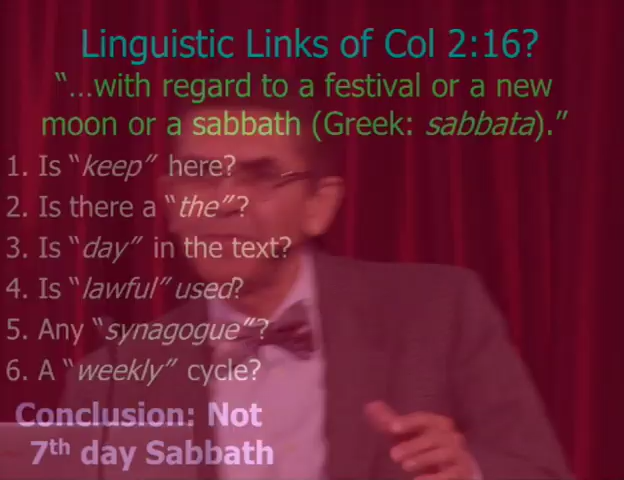 Linguistic Links of Col 2:16?
“...with regard to a festival or a new
moon or a sabbath (Greek: sabbata).”
1. Is “keep” here?
2. Is there a “the”?
3. Is “day” in the text?
4. Is “lawful” used?
5. Any “synagogue”?
6. A “weekly” cycle?
Conclusion: Not
7th day Sabbath